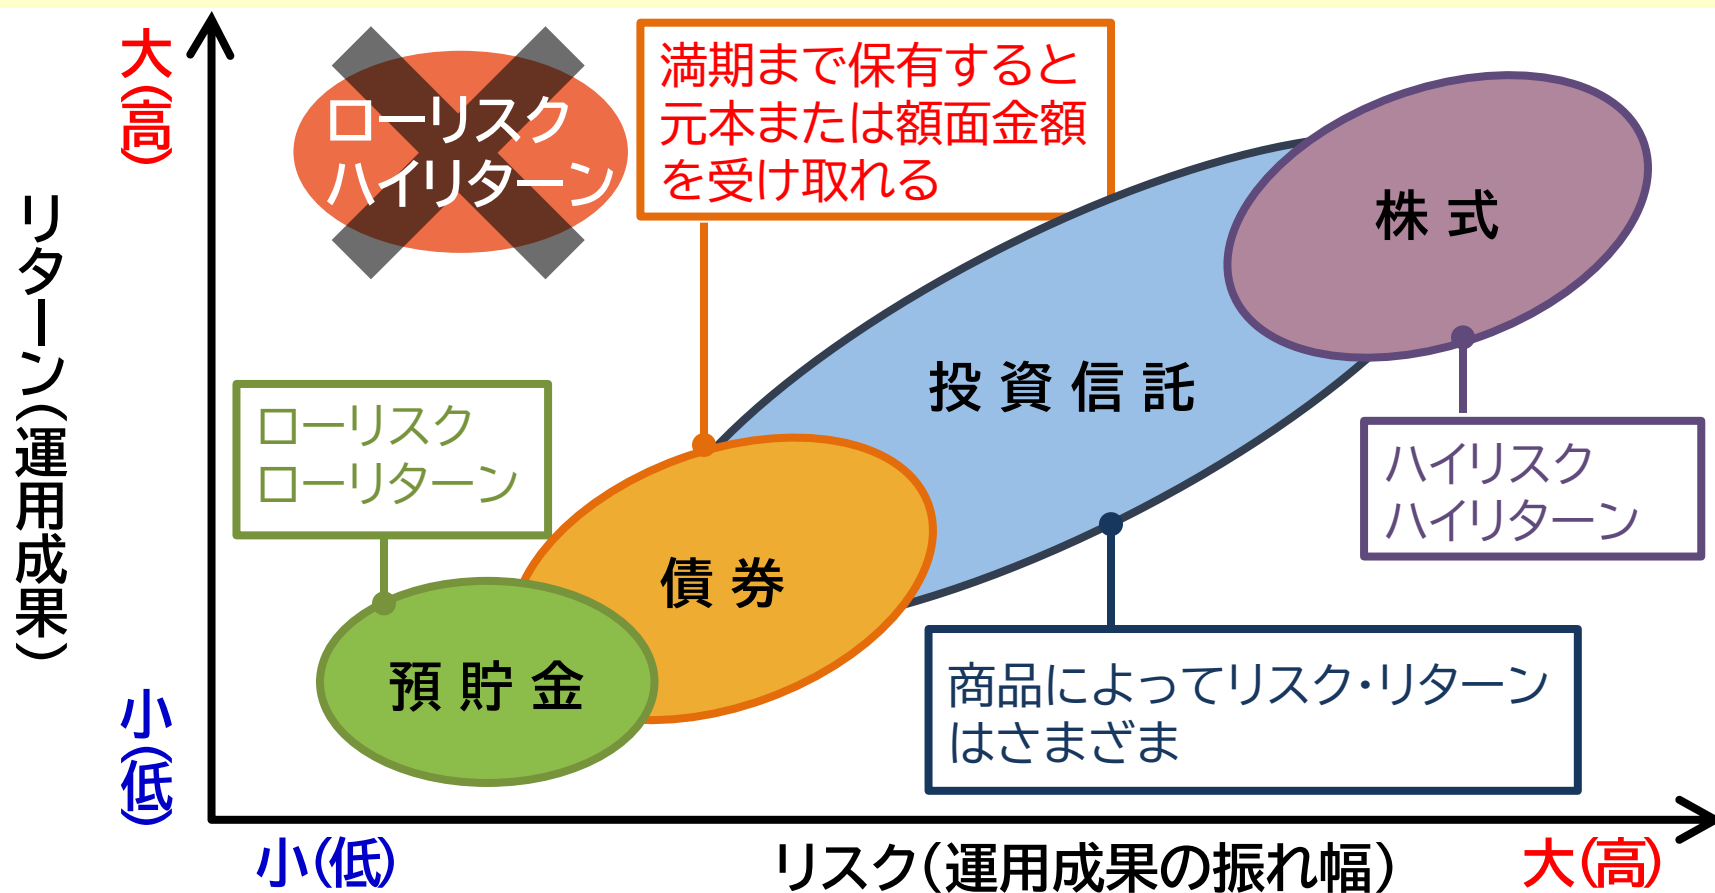 大(高)
リターン(運用成果)
小(低)
ローリスク
ハイリターン
満期まで保有すると
元本または額面金額
を受け取れる
株式
投資信託
ローリスク
ローリターン
ハイリスク
ハイリターン
債券
預貯金
商品によってリスク・リターン
はさまざま
小(低)
リスク(運用成果の振れ幅)
大(高)